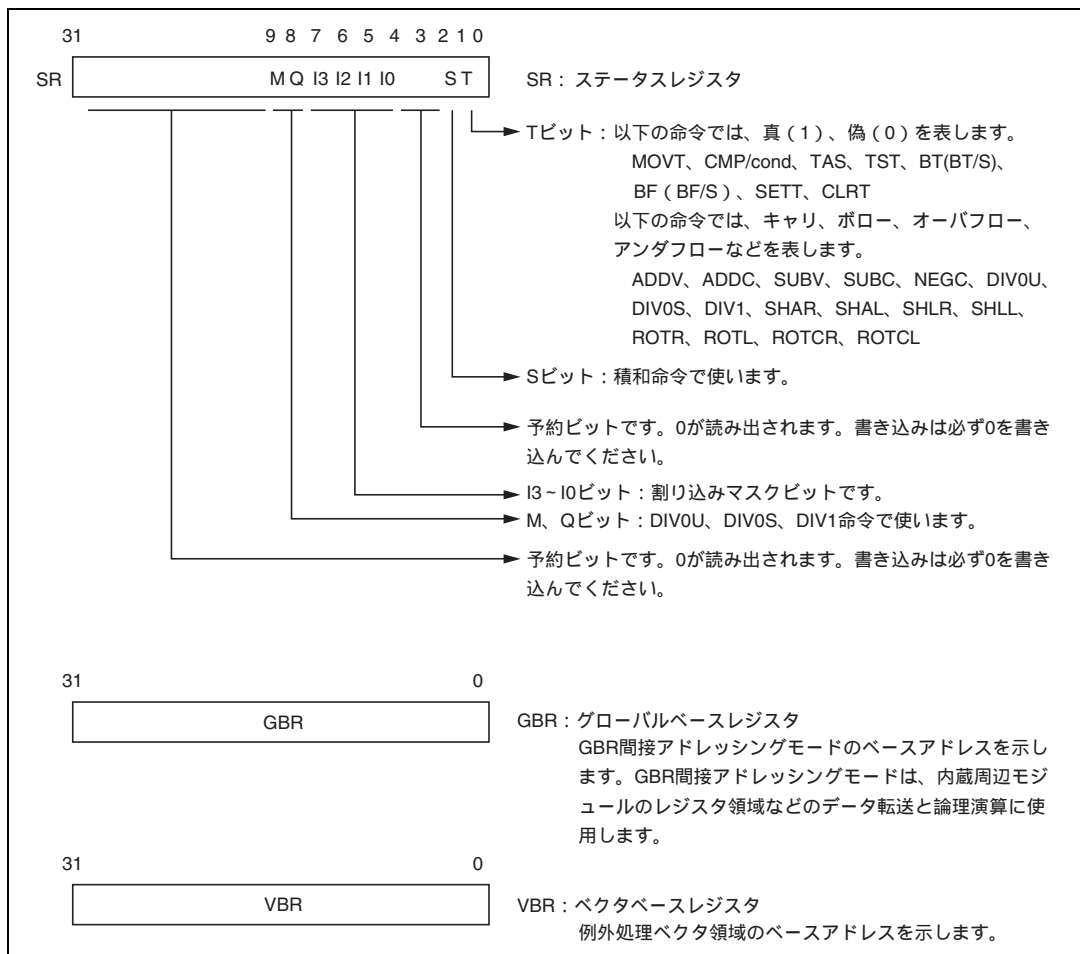 31 9 8 7 6 5 4 3 2 1 0
SR M Q I3 I2 I1 I0 S T SR：ステータスレジスタ
Tビット：以下の命令では、真（1）、偽（0）を表します。
MOVT、CMP/cond、TAS、TST、BT(BT/S)、
BF（BF/S）、SETT、CLRT
以下の命令では、キャリ、ボロー、オーバフロー、
アンダフローなどを表します。
ADDV、ADDC、SUBV、SUBC、NEGC、DIV0U、
DIV0S、DIV1、SHAR、SHAL、SHLR、SHLL、
ROTR、ROTL、ROTCR、ROTCL
Sビット：積和命令で使います。
予約ビットです。0が読み出されます。書き込みは必ず0を書き
込んでください。
I3～I0ビット：割り込みマスクビットです。
M、Qビット：DIV0U、DIV0S、DIV1命令で使います。
予約ビットです。0が読み出されます。書き込みは必ず0を書き
込んでください。
31 0
GBR GBR：グローバルベースレジスタ
GBR間接アドレッシングモードのベースアドレスを示し
ます。GBR間接アドレッシングモードは、内蔵周辺モジ
ュールのレジスタ領域などのデータ転送と論理演算に使
用します。
31 0
VBR VBR：ベクタベースレジスタ
例外処理ベクタ領域のベースアドレスを示します。